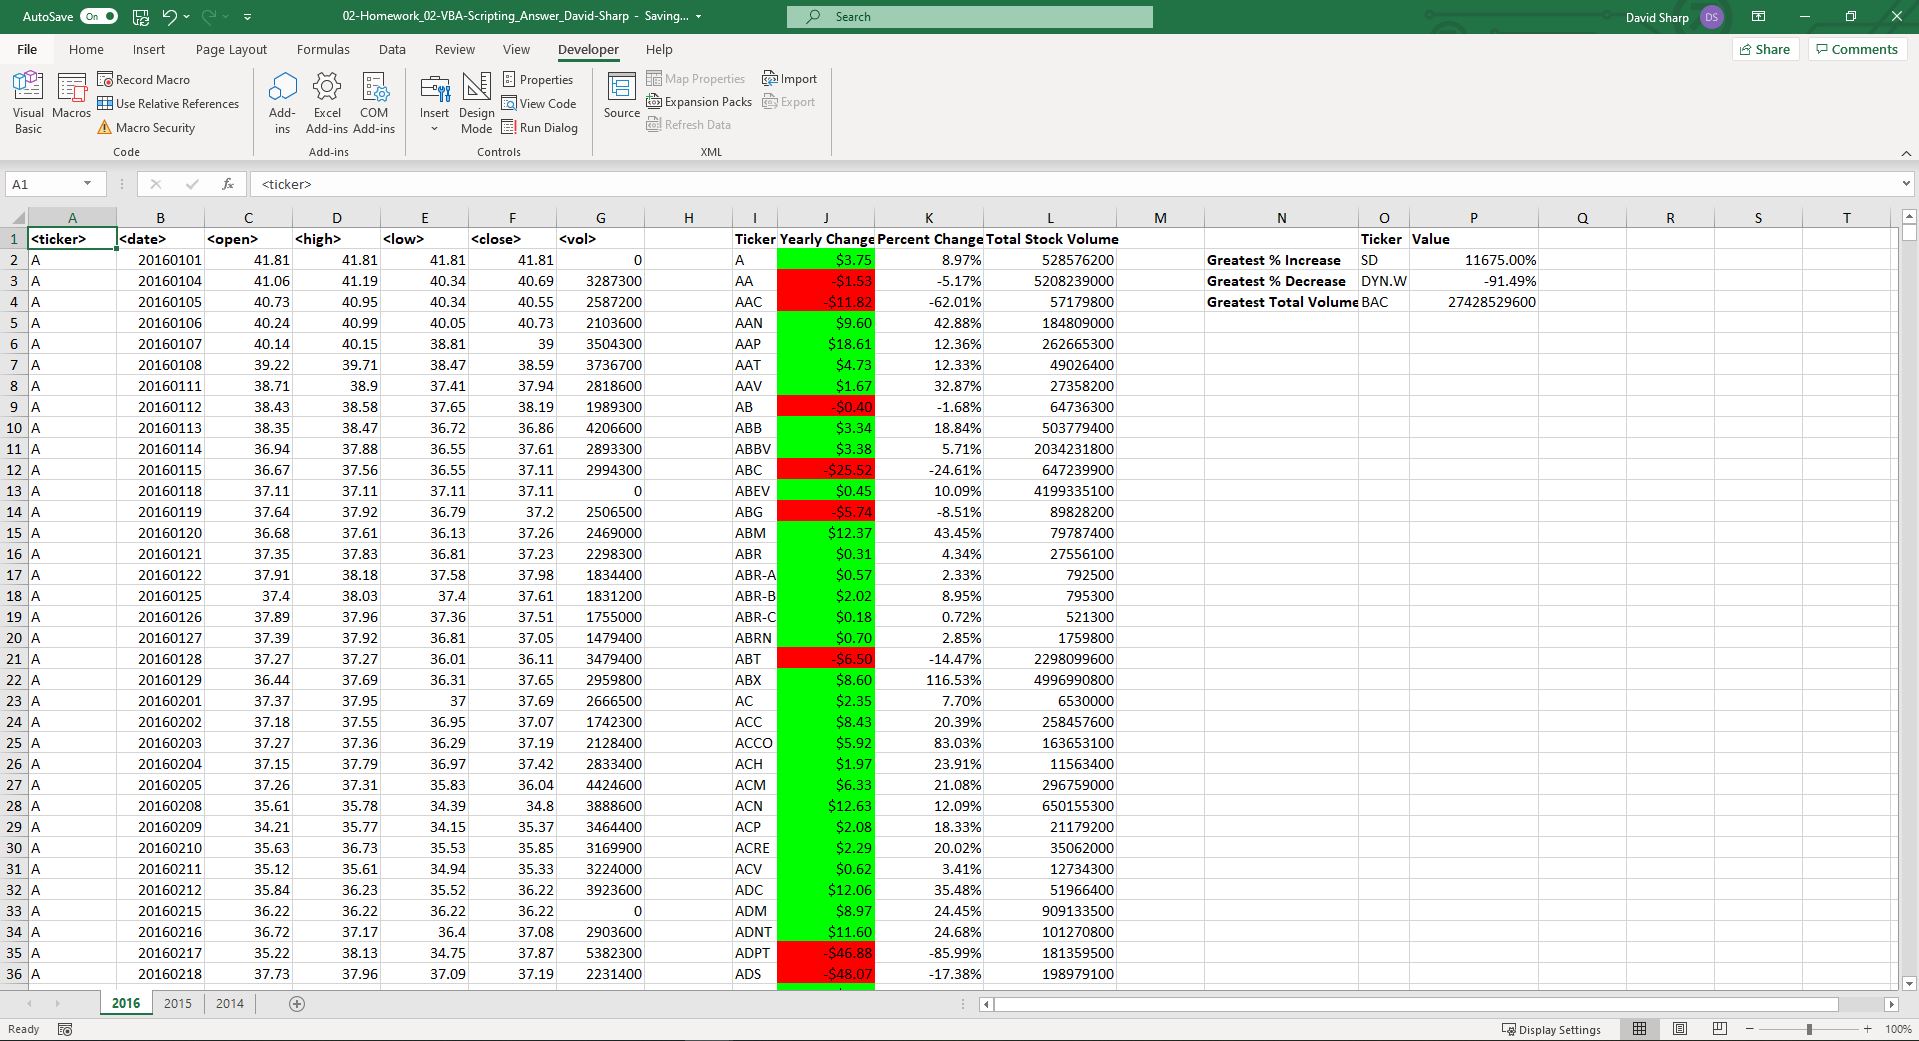 AutoSave On 02-Homework_02-VBA-Scripting_Answer_David-Sharp - Saving... Search David Sharp DS
File Home Insert Page Layout Formulas Data Review View Developer Help Share Comments
Visual Basic Macros Record Macro Use Relative References Macro Security Code
Add-ins Excel Add-ins COM Add-ins Add-ins
Insert Design Mode Properties View Code Run Dialog Controls
Source Map Properties Expansion Packs Refresh Data Import Export XML
A1 fx <ticker>
A B C D E F G H I J K L M N O P Q R S T
1 <ticker> <date> <open> <high> <low> <close> <vol> Ticker Yearly Change Percent Change Total Stock Volume Ticker Value
2 A 20160101 41.81 41.81 41.81 41.81 0 A $3.75 8.97% 528576200 Greatest % Increase SD 11675.00%
3 A 20160104 41.06 41.19 40.34 40.69 3287300 AA -$1.53 -5.17% 5208239000 Greatest % Decrease DYN.W -91.49%
4 A 20160105 40.73 40.95 40.34 40.55 2587200 AAC -$11.82 -62.01% 57179800 Greatest Total Volume BAC 27428529600
5 A 20160106 40.24 40.99 40.05 40.73 2103600 AAN $9.60 42.88% 184809000
6 A 20160107 40.14 40.15 38.81 39 3504300 AAP $18.61 12.36% 262665300
7 A 20160108 39.22 39.71 38.47 38.59 3736700 AAT $4.73 12.33% 49026400
8 A 20160111 38.71 38.9 37.41 37.94 2818600 AAV $1.67 32.87% 27358200
9 A 20160112 38.43 38.58 37.65 38.19 1989300 AB -$0.40 -1.68% 64736300
10 A 20160113 38.35 38.47 36.72 36.86 4206600 ABB $3.34 18.84% 503779400
11 A 20160114 36.94 37.88 36.55 37.61 2893300 ABBV $3.38 5.71% 2034231800
12 A 20160115 36.67 37.56 36.55 37.11 2994300 ABC -$25.52 -24.61% 647239900
13 A 20160118 37.11 37.11 37.11 37.11 0 ABEV $0.45 10.09% 4199335100
14 A 20160119 37.64 37.92 36.79 37.2 2506500 ABG -$5.74 -8.51% 89828200
15 A 20160120 36.68 37.61 36.13 37.26 2469000 ABM $12.37 43.45% 79787400
16 A 20160121 37.35 37.83 36.81 37.23 2298300 ABR $0.31 4.34% 27556100
17 A 20160122 37.91 38.18 37.58 37.98 1834400 ABR-A $0.57 2.33% 792500
18 A 20160125 37.4 38.03 37.4 37.61 1831200 ABR-B $2.02 8.95% 795300
19 A 20160126 37.89 37.96 37.36 37.51 1755000 ABR-C $0.18 0.72% 521300
20 A 20160127 37.39 37.92 36.81 37.05 1479400 ABRN $0.70 2.85% 1759800
21 A 20160128 37.27 37.27 36.01 36.11 3479400 ABT -$6.50 -14.47% 2298099600
22 A 20160129 36.44 37.69 36.31 37.65 2959800 ABX $8.60 116.53% 4996990800
23 A 20160201 37.37 37.95 37 37.69 2666500 AC $2.35 7.70% 6530000
24 A 20160202 37.18 37.55 36.95 37.07 1742300 ACC $8.43 20.39% 258457600
25 A 20160203 37.27 37.36 36.29 37.19 2128400 ACCO $5.92 83.03% 163653100
26 A 20160204 37.15 37.79 36.97 37.42 2833400 ACH $1.97 23.91% 11563400
27 A 20160205 37.26 37.31 35.83 36.04 4424600 ACM $6.33 21.08% 296759000
28 A 20160208 35.61 35.78 34.39 34.8 3888600 ACN $12.63 12.09% 650155300
29 A 20160209 34.21 35.77 34.15 35.37 3464400 ACP $2.08 18.33% 21179200
30 A 20160210 35.63 36.73 35.53 35.85 3169900 ACRE $2.29 20.02% 35062000
31 A 20160211 35.12 35.61 34.94 35.33 3224000 ACV $0.62 3.41% 12734300
32 A 20160212 35.84 36.23 35.52 36.22 3923600 ADC $12.06 35.48% 51966400
33 A 20160215 36.22 36.22 36.22 36.22 0 ADM $8.97 24.45% 909133500
34 A 20160216 36.72 37.17 36.4 37.08 2903600 ADNT $11.60 24.68% 101270800
35 A 20160217 35.22 38.13 34.75 37.87 5382300 ADPT -$46.88 -85.99% 181359500
36 A 20160218 37.73 37.96 37.09 37.19 2231400 ADS -$48.07 -17.38% 198979100
2016 2015 2014
Ready Display Settings 100%